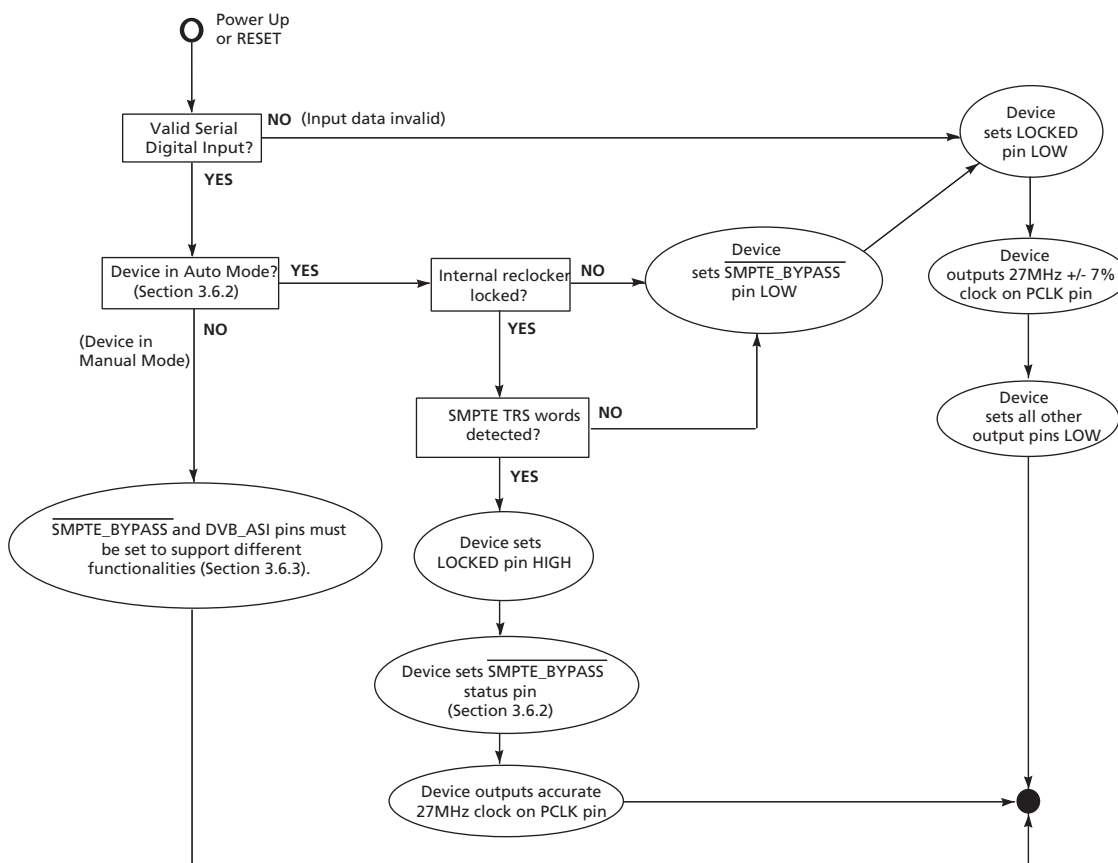 Power Up
or RESET
Valid Serial
Digital Input?
NO (Input data invalid)
YES
Device
sets LOCKED
pin LOW
Device in Auto Mode?
(Section 3.6.2)
YES
NO
(Device in
Manual Mode)
Internal reclocker
locked?
NO
YES
Device
sets SMPTE_BYPASS
pin LOW
Device
outputs 27MHz +/- 7%
clock on PCLK pin
SMPTE TRS words
detected?
NO
YES
Device
sets all other
output pins LOW
SMPTE_BYPASS and DVB_ASI pins must
be set to support different
functionalities (Section 3.6.3).
Device sets
LOCKED pin HIGH
Device sets SMPTE_BYPASS
status pin
(Section 3.6.2)
Device outputs accurate
27MHz clock on PCLK pin